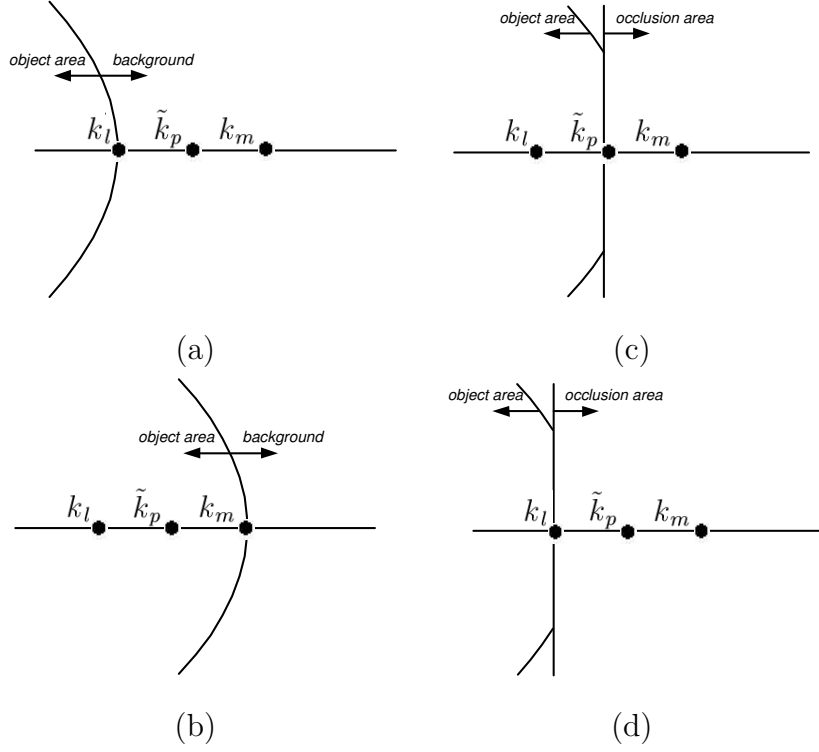 object area background
k_l k̃_p k_m
(a)
object area occlusion area
k_l k̃_p k_m
(c)
object area background
k_l k̃_p k_m
(b)
object area occlusion area
k_l k̃_p k_m
(d)